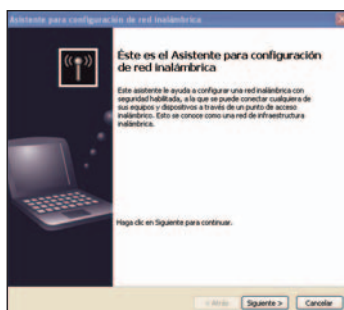 Asistente para configuración de red inalámbrica
Éste es el Asistente para configuración
de red inalámbrica
Este asistente le ayuda a configurar una red inalámbrica con
seguridad habilitada, a la que se puede conectar cualquiera de
sus equipos y dispositivos a través de un punto de acceso
inalámbrico. Esto se conoce como una red de infraestructura
inalámbrica.
Haga clic en Siguiente para continuar.
< Atrás Siguiente > Cancelar